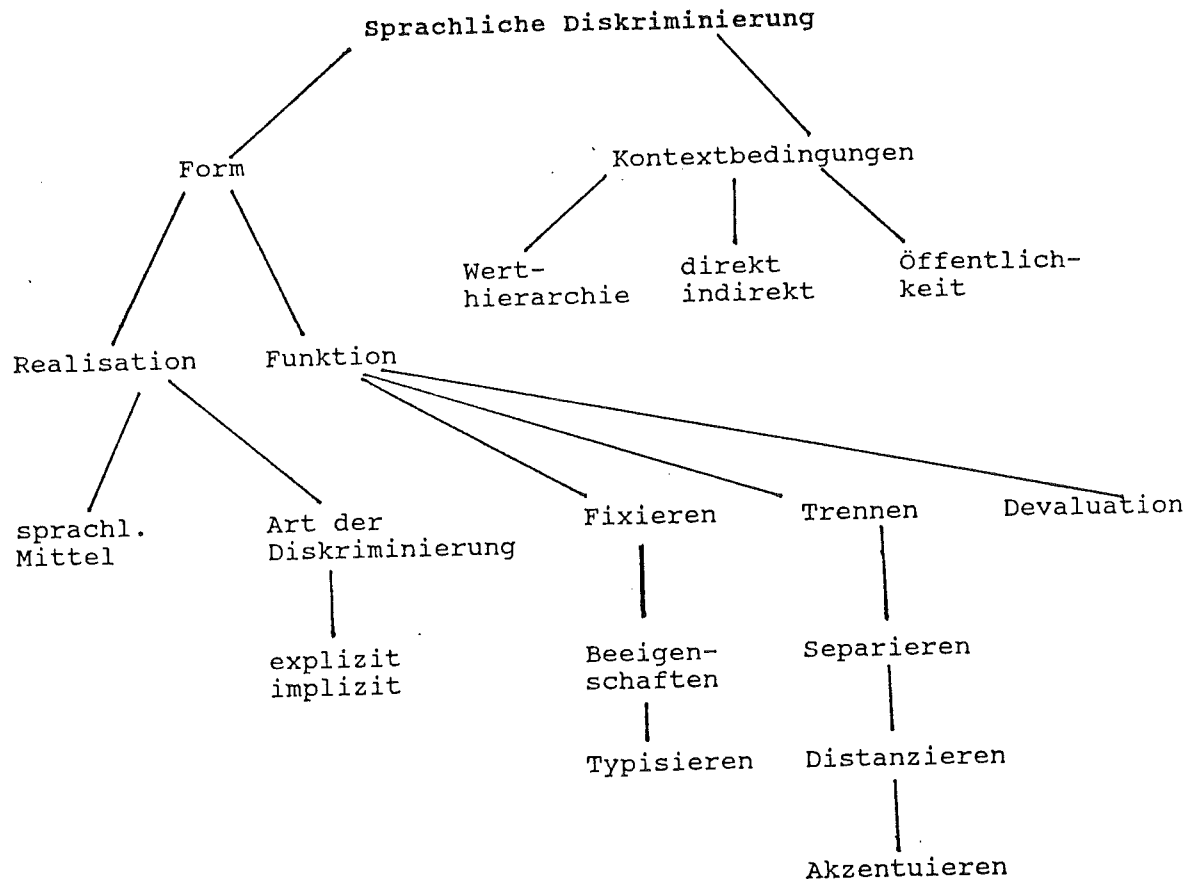 Sprachliche Diskriminierung
Form
Kontextbedingungen
Wert-
hierarchie
direkt
indirekt
Öffentlich-
keit
Realisation
Funktion
sprachl.
Mittel
Art der
Diskriminierung
explizit
implizit
Fixieren
Trennen
Devaluation
Beeigen-
schaften
Typisieren
Separieren
Distanzieren
Akzentuieren